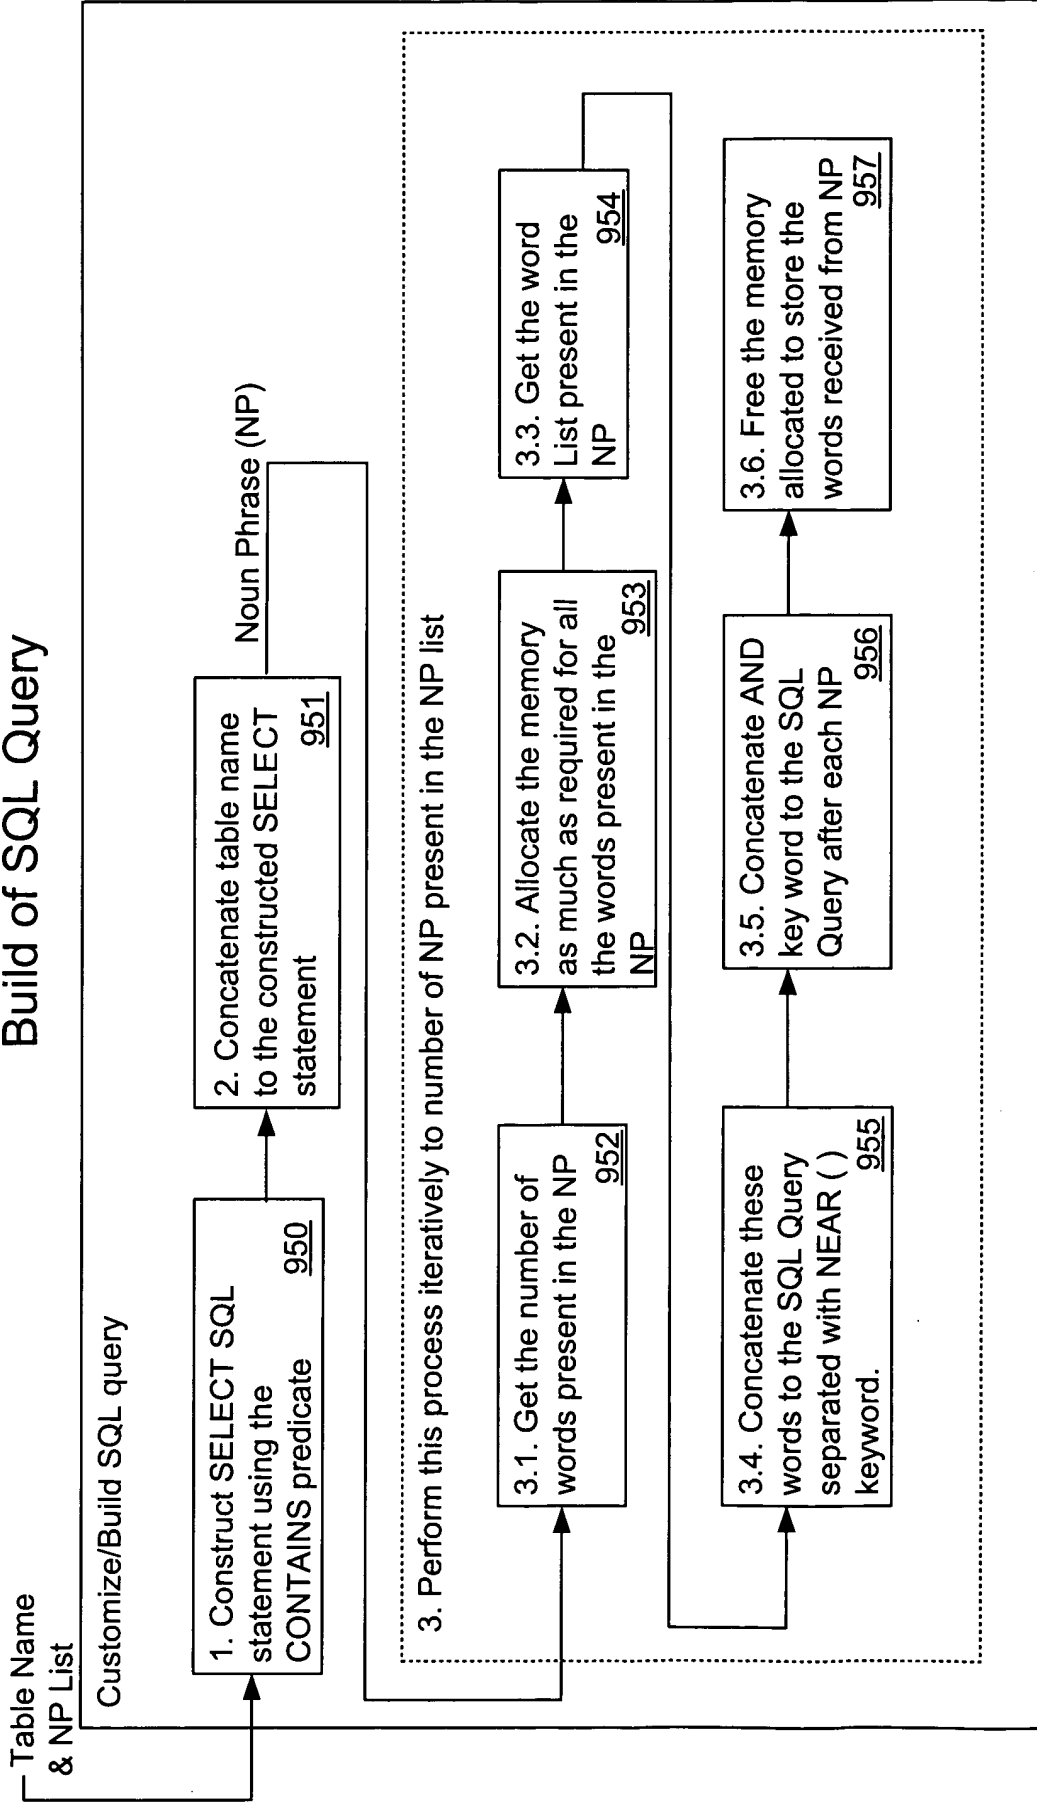 Build of SQL Query
Table Name
& NP List
Customize/Build SQL query
1. Construct SELECT SQL
statement using the
CONTAINS predicate
950
2. Concatenate table name
to the constructed SELECT
statement
951
Noun Phrase (NP)
3. Perform this process iteratively to number of NP present in the NP list
3.1. Get the number of
words present in the NP
952
3.2. Allocate the memory
as much as required for all
the words present in the
NP
953
3.3. Get the word
List present in the
NP
954
3.4. Concatenate these
words to the SQL Query
separated with NEAR ( )
keyword.
955
3.5. Concatenate AND
key word to the SQL
Query after each NP
956
3.6. Free the memory
allocated to store the
words received from NP
957